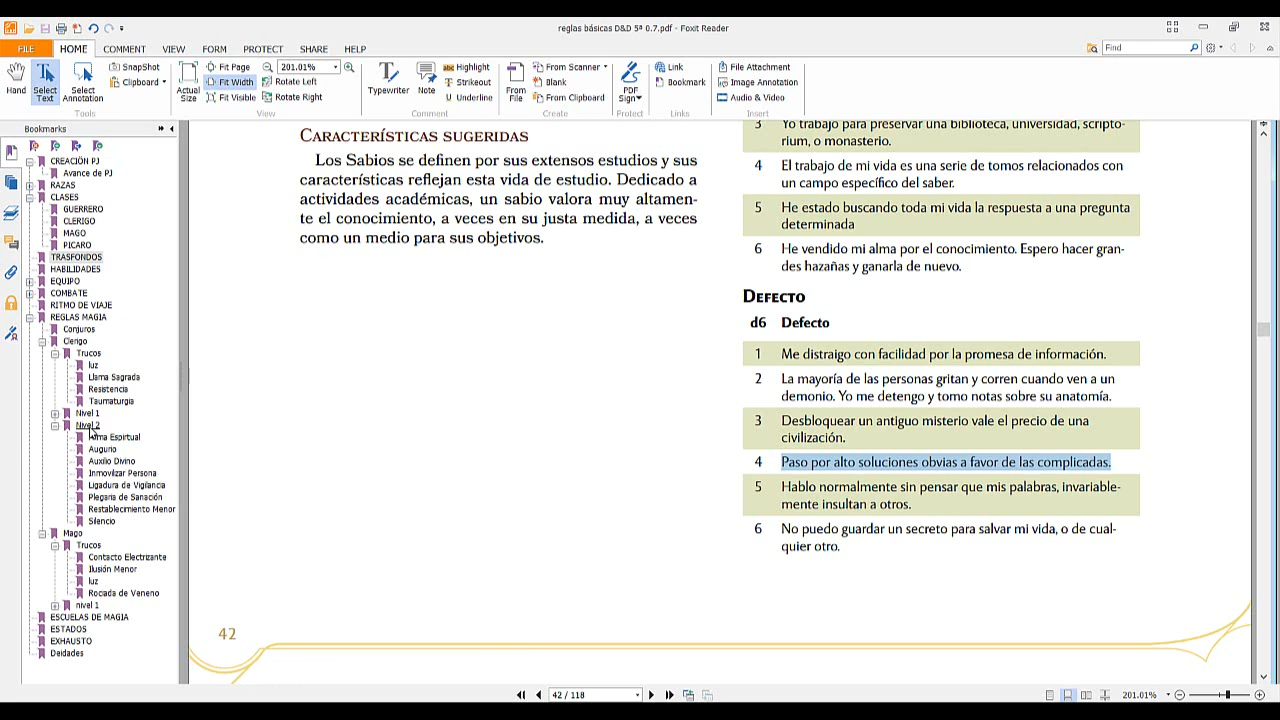 reglas básicas D&D 5ª 0.7.pdf - Foxit Reader
FILE HOME COMMENT VIEW FORM PROTECT SHARE HELP
Find
Hand
Select Text
Select Annotation
SnapShot
Clipboard
Tools
Actual Size
Fit Page
Fit Width
Fit Visible
201.01%
Rotate Left
Rotate Right
View
Typewriter
Note
Highlight
Strikeout
Underline
Comment
From File
From Scanner
Blank
From Clipboard
Create
PDF Sign
Protect
Link
Bookmark
Links
File Attachment
Image Annotation
Audio & Video
Insert
Bookmarks
CREACIÓN PJ
Avance de PJ
RAZAS
CLASES
GUERRERO
CLERIGO
MAGO
PICARO
TRASFONDOS
HABILIDADES
EQUIPO
COMBATE
RITMO DE VIAJE
REGLAS MAGIA
Conjuros
Clerigo
Trucos
luz
Llama Sagrada
Resistencia
Taumaturgia
Nivel 1
Nivel 2
Espirtual
Augurio
Auxilio Divino
Inmovilzar Persona
Ligadura de Vigilancia
Plegaria de Sanación
Restablecimiento Menor
Silencio
Mago
Trucos
Contacto Electrizante
Ilusión Menor
luz
Rociada de Veneno
nivel 1
ESCUELAS DE MAGIA
ESTADOS
EXHAUSTO
Deidades
CARACTERÍSTICAS SUGERIDAS
Los Sabios se definen por sus extensos estudios y sus
características reflejan esta vida de estudio. Dedicado a
actividades académicas, un sabio valora muy altamen-
te el conocimiento, a veces en su justa medida, a veces
como un medio para sus objetivos.
3 Yo trabajo para preservar una biblioteca, universidad, scripto-
rium, o monasterio.
4 El trabajo de mi vida es una serie de tomos relacionados con
un campo específico del saber.
5 He estado buscando toda mi vida la respuesta a una pregunta
determinada
6 He vendido mi alma por el conocimiento. Espero hacer gran-
des hazañas y ganarla de nuevo.
DEFECTO
d6 Defecto
1 Me distraigo con facilidad por la promesa de información.
2 La mayoría de las personas gritan y corren cuando ven a un
demonio. Yo me detengo y tomo notas sobre su anatomía.
3 Desbloquear un antiguo misterio vale el precio de una
civilización.
4 Paso por alto soluciones obvias a favor de las complicadas.
5 Hablo normalmente sin pensar que mis palabras, invariable-
mente insultan a otros.
6 No puedo guardar un secreto para salvar mi vida, o de cual-
quier otro.
42
42 / 118
201.01%